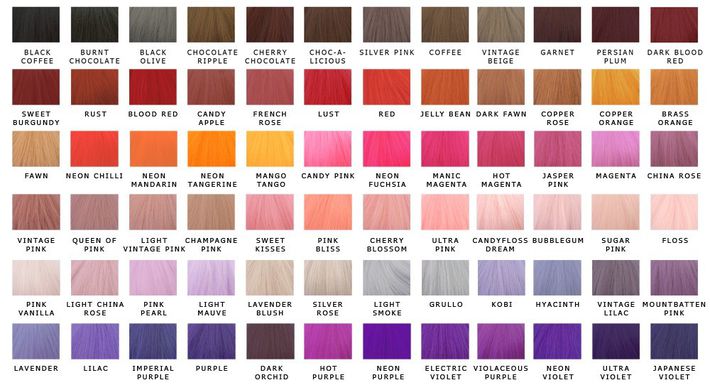 BLACK
COFFEE
BURNT
CHOCOLATE
BLACK
OLIVE
CHOCOLATE
RIPPLE
CHERRY
CHOCOLATE
CHOC-A-
LICIOUS
SILVER PINK
COFFEE
VINTAGE
BEIGE
GARNET
PERSIAN
PLUM
DARK BLOOD
RED
SWEET
BURGUNDY
RUST
BLOOD RED
CANDY
APPLE
FRENCH
ROSE
LUST
RED
JELLY BEAN
DARK FAWN
COPPER
ROSE
COPPER
ORANGE
BRASS
ORANGE
FAWN
NEON CHILLI
NEON
MANDARIN
NEON
TANGERINE
MANGO
TANGO
CANDY PINK
NEON
FUCHSIA
MANIC
MAGENTA
HOT
MAGENTA
JASPER
PINK
MAGENTA
CHINA ROSE
VINTAGE
PINK
QUEEN OF
PINK
LIGHT
VINTAGE PINK
CHAMPAGNE
PINK
SWEET
KISSES
PINK
BLISS
CHERRY
BLOSSOM
ULTRA
PINK
CANDYFLOSS
DREAM
BUBBLEGUM
SUGAR
PINK
FLOSS
PINK
VANILLA
LIGHT CHINA
ROSE
PINK
PEARL
LIGHT
MAUVE
LAVENDER
BLUSH
SILVER
ROSE
LIGHT
SMOKE
GRULLO
KOBI
HYACINTH
VINTAGE
LILAC
MOUNTBATTEN
PINK
LAVENDER
LILAC
IMPERIAL
PURPLE
PURPLE
DARK
ORCHID
HOT
PURPLE
NEON
PURPLE
ELECTRIC
VIOLET
VIOLACEOUS
PURPLE
NEON
VIOLET
ULTRA
VIOLET
JAPANESE
VIOLET